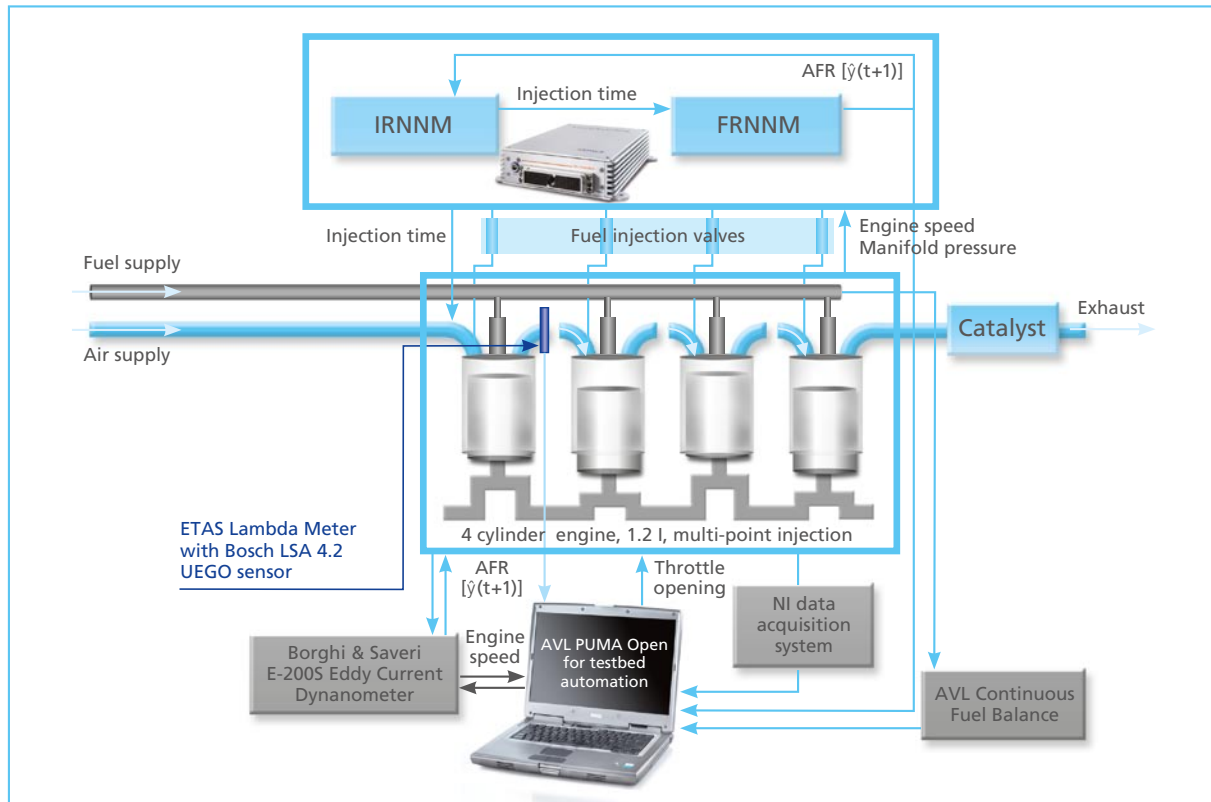 AFR [ŷ(t+1)]
Injection time
IRNNM
FRNNM
Injection time
Fuel injection valves
Engine speed
Manifold pressure
Fuel supply
Air supply
Catalyst
Exhaust
4 cylinder engine, 1.2 l, multi-point injection
ETAS Lambda Meter
with Bosch LSA 4.2
UEGO sensor
AFR
[ŷ(t+1)]
Throttle
opening
NI data
acquisition
system
Borghi & Saveri
E-200S Eddy Current
Dynanometer
Engine
speed
AVL PUMA Open
for testbed
automation
AVL Continuous
Fuel Balance